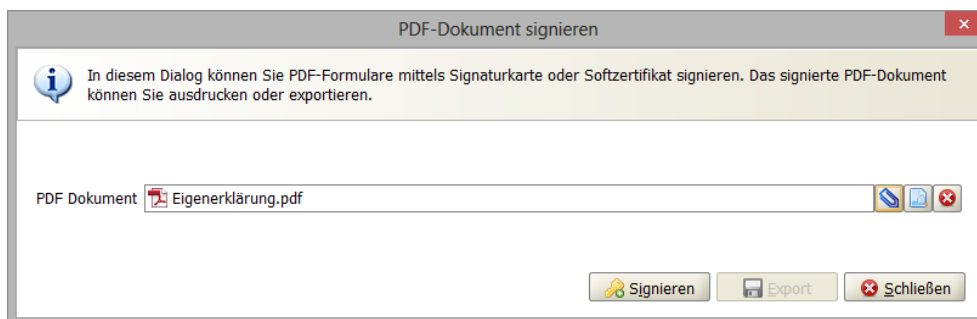 PDF-Dokument signieren
In diesem Dialog können Sie PDF-Formulare mittels Signaturkarte oder Softzertifikat signieren. Das signierte PDF-Dokument
können Sie ausdrucken oder exportieren.
PDF Dokument Eigenerklärung.pdf
Signieren Export Schließen